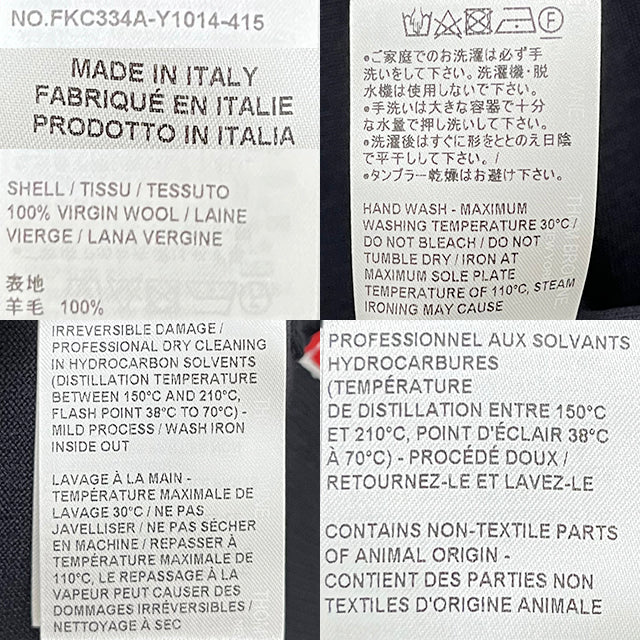 NO.FKC334A-Y1014-415
MADE IN ITALY
FABRIQUÉ EN ITALIE
PRODOTTO IN ITALIA
SHELL / TISSU / TESSUTO
100% VIRGIN WOOL / LAINE
VIERGE / LANA VERGINE
表地
羊毛 100%
●ご家庭でのお洗濯は必ず手
洗いをして下さい。洗濯機・脱
水機は使用しないで下さい。
●手洗いは大きな容器で十分
な水量で押し洗いして下さい。
●洗濯後はすぐに形をととのえ日陰
で平干しして下さい。
●タンブラー乾燥はお避け下さい。
HAND WASH - MAXIMUM
WASHING TEMPERATURE 30°C /
DO NOT BLEACH / DO NOT
TUMBLE DRY / IRON AT
MAXIMUM SOLE PLATE
TEMPERATURE OF 110°C, STEAM
IRONING MAY CAUSE
IRREVERSIBLE DAMAGE /
PROFESSIONAL DRY CLEANING
IN HYDROCARBON SOLVENTS
(DISTILLATION TEMPERATURE
BETWEEN 150°C AND 210°C,
FLASH POINT 38°C TO 70°C) -
MILD PROCESS / WASH IRON
INSIDE OUT
LAVAGE À LA MAIN -
TEMPÉRATURE MAXIMALE DE
LAVAGE 30°C / NE PAS
JAVELLISER / NE PAS SÉCHER
EN MACHINE / REPASSER À
TEMPÉRATURE MAXIMALE DE
110°C, LE REPASSAGE À LA
VAPEUR PEUT CAUSER DES
DOMMAGES IRRÉVERSIBLES /
NETTOYAGE À SEC
PROFESSIONNEL AUX SOLVANTS
HYDROCARBURES
(TEMPÉRATURE
DE DISTILLATION ENTRE 150°C
ET 210°C, POINT D'ÉCLAIR 38°C
À 70°C) - PROCÉDÉ DOUX /
RETOURNEZ-LE ET LAVEZ-LE
CONTAINS NON-TEXTILE PARTS
OF ANIMAL ORIGIN -
CONTIENT DES PARTIES NON
TEXTILES D'ORIGINE ANIMALE